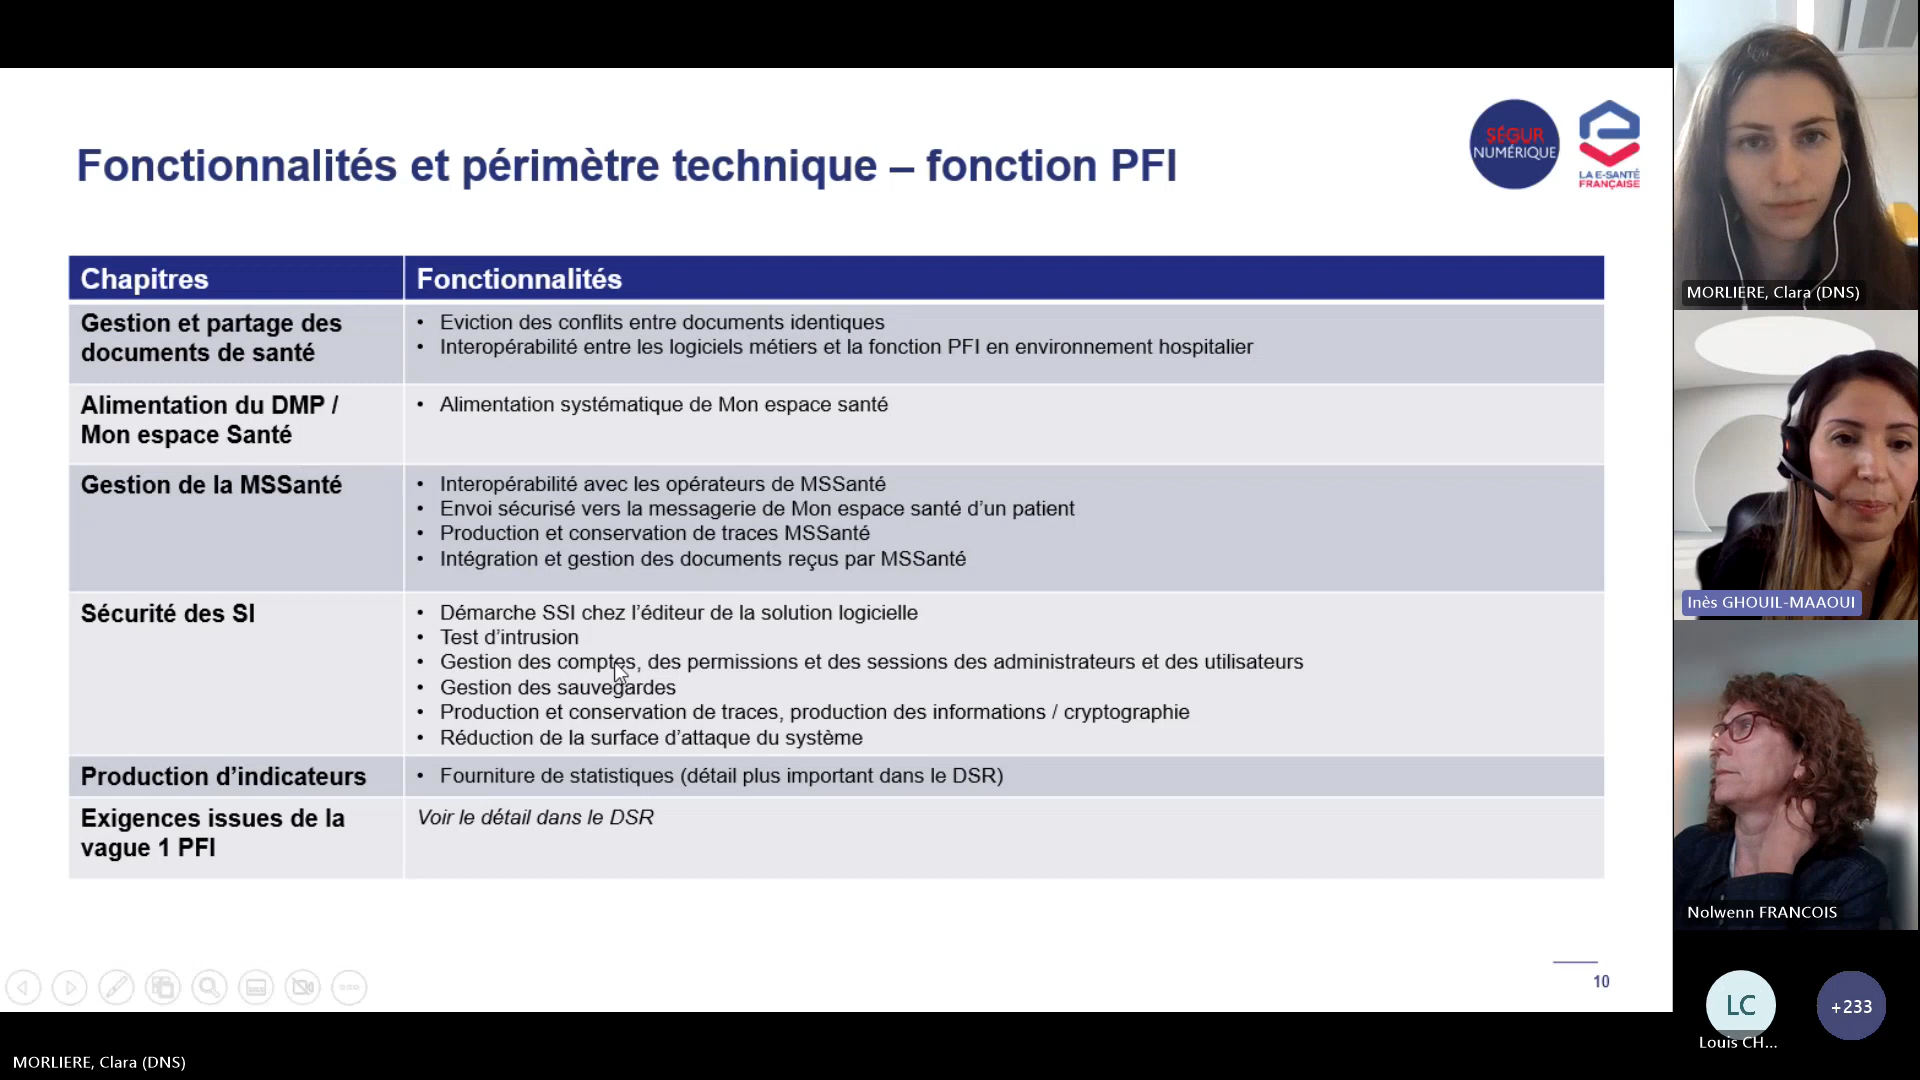 Fonctionnalités et périmètre technique – fonction PFI
SÉGUR
NUMÉRIQUE
LA E-SANTÉ
FRANÇAISE
Chapitres
Fonctionnalités
Gestion et partage des
documents de santé
• Eviction des conflits entre documents identiques
• Interopérabilité entre les logiciels métiers et la fonction PFI en environnement hospitalier
Alimentation du DMP /
Mon espace Santé
• Alimentation systématique de Mon espace santé
Gestion de la MSSanté
• Interopérabilité avec les opérateurs de MSSanté
• Envoi sécurisé vers la messagerie de Mon espace santé d’un patient
• Production et conservation de traces MSSanté
• Intégration et gestion des documents reçus par MSSanté
Sécurité des SI
• Démarche SSI chez l’éditeur de la solution logicielle
• Test d’intrusion
• Gestion des comptes, des permissions et des sessions des administrateurs et des utilisateurs
• Gestion des sauvegardes
• Production et conservation de traces, production des informations / cryptographie
• Réduction de la surface d’attaque du système
Production d’indicateurs
• Fourniture de statistiques (détail plus important dans le DSR)
Exigences issues de la
vague 1 PFI
Voir le détail dans le DSR
10
MORLIERE, Clara (DNS)
Inès GHOUIL-MAAOUI
Nolwenn FRANCOIS
LC
+233
Louis CH...
MORLIERE, Clara (DNS)